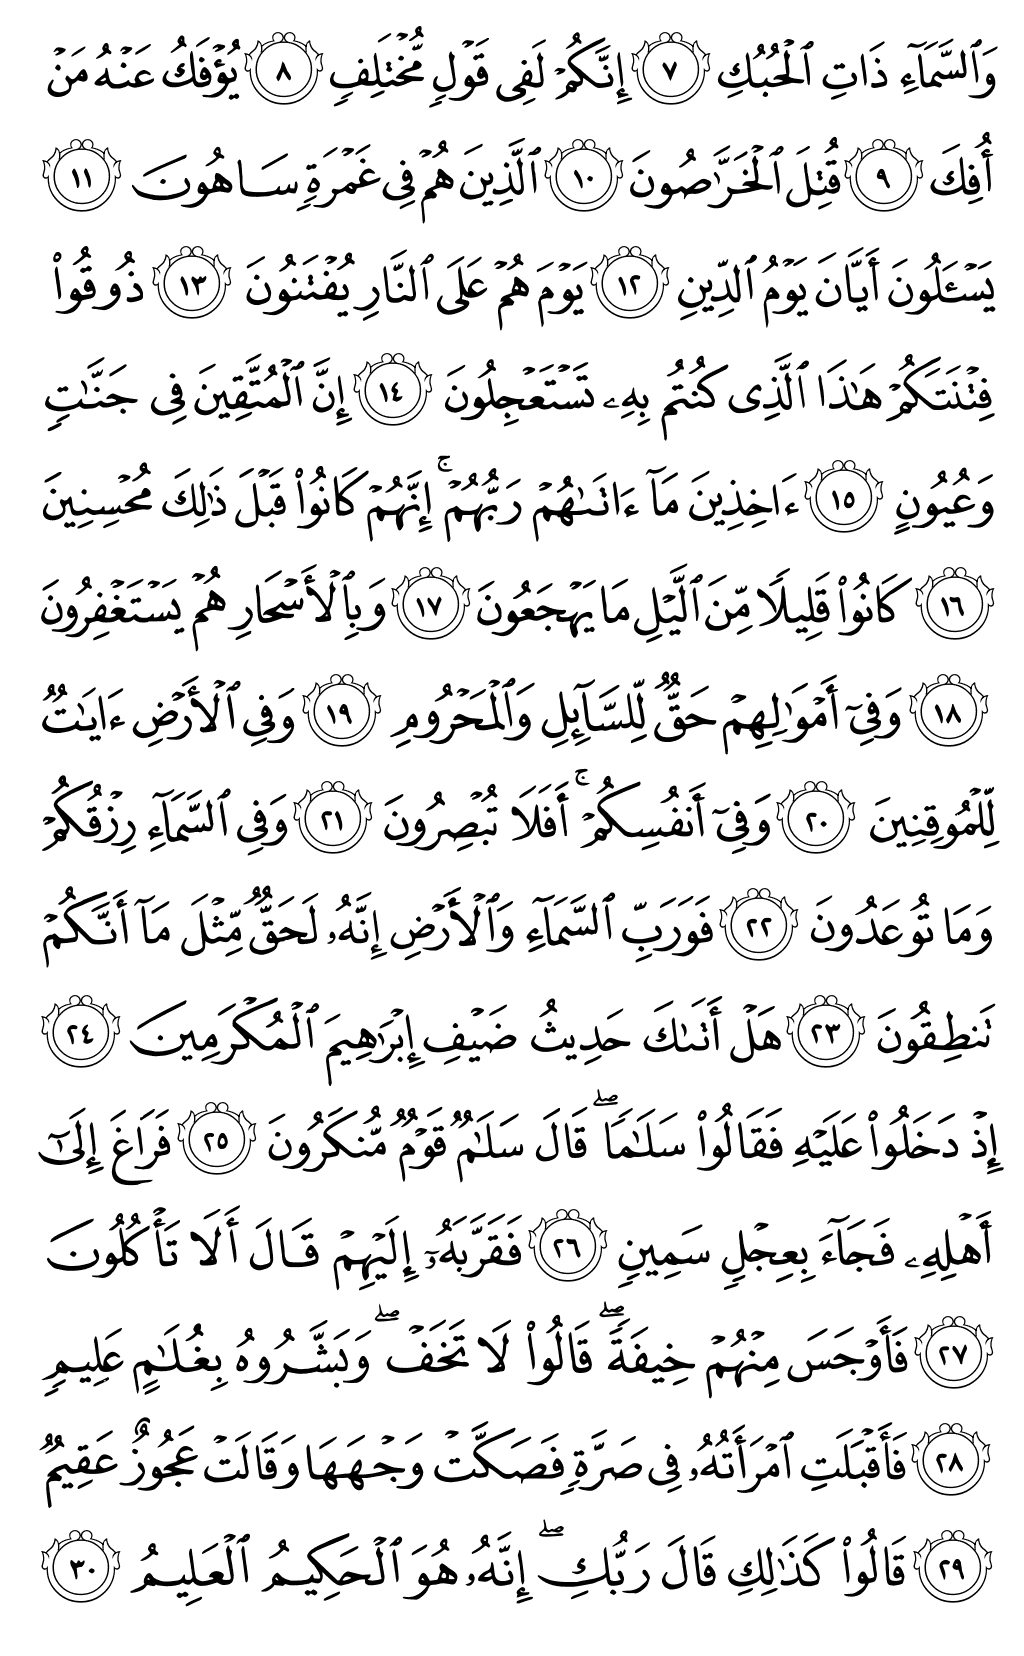 وَٱلسَّمَآءِ ذَاتِ ٱلْحُبُكِ ٧ إِنَّكُمْ لَفِى قَوْلٍ مُّخْتَلِفٍ ٨ يُؤْفَكُ عَنْهُ مَنْ
أُفِكَ ٩ قُتِلَ ٱلْخَرَّٰصُونَ ١٠ ٱلَّذِينَ هُمْ فِى غَمْرَةٍ سَاهُونَ ١١
يَسْـَٔلُونَ أَيَّانَ يَوْمُ ٱلدِّينِ ١٢ يَوْمَ هُمْ عَلَى ٱلنَّارِ يُفْتَنُونَ ١٣ ذُوقُوا۟
فِتْنَتَكُمْ هَٰذَا ٱلَّذِى كُنتُم بِهِۦ تَسْتَعْجِلُونَ ١٤ إِنَّ ٱلْمُتَّقِينَ فِى جَنَّٰتٍ
وَعُيُونٍ ١٥ ءَاخِذِينَ مَآ ءَاتَىٰهُمْ رَبُّهُمْ ۚ إِنَّهُمْ كَانُوا۟ قَبْلَ ذَٰلِكَ مُحْسِنِينَ
١٦ كَانُوا۟ قَلِيلًا مِّنَ ٱلَّيْلِ مَا يَهْجَعُونَ ١٧ وَبِٱلْأَسْحَارِ هُمْ يَسْتَغْفِرُونَ
١٨ وَفِىٓ أَمْوَٰلِهِمْ حَقٌّ لِّلسَّآئِلِ وَٱلْمَحْرُومِ ١٩ وَفِى ٱلْأَرْضِ ءَايَٰتٌ
لِّلْمُوقِنِينَ ٢٠ وَفِىٓ أَنفُسِكُمْ ۚ أَفَلَا تُبْصِرُونَ ٢١ وَفِى ٱلسَّمَآءِ رِزْقُكُمْ
وَمَا تُوعَدُونَ ٢٢ فَوَرَبِّ ٱلسَّمَآءِ وَٱلْأَرْضِ إِنَّهُۥ لَحَقٌّ مِّثْلَ مَآ أَنَّكُمْ
تَنطِقُونَ ٢٣ هَلْ أَتَىٰكَ حَدِيثُ ضَيْفِ إِبْرَٰهِيمَ ٱلْمُكْرَمِينَ ٢٤
إِذْ دَخَلُوا۟ عَلَيْهِ فَقَالُوا۟ سَلَٰمًا ۖ قَالَ سَلَٰمٌ قَوْمٌ مُّنكَرُونَ ٢٥ فَرَاغَ إِلَىٰٓ
أَهْلِهِۦ فَجَآءَ بِعِجْلٍ سَمِينٍ ٢٦ فَقَرَّبَهُۥٓ إِلَيْهِمْ قَالَ أَلَا تَأْكُلُونَ
٢٧ فَأَوْجَسَ مِنْهُمْ خِيفَةً ۖ قَالُوا۟ لَا تَخَفْ ۖ وَبَشَّرُوهُ بِغُلَٰمٍ عَلِيمٍ
٢٨ فَأَقْبَلَتِ ٱمْرَأَتُهُۥ فِى صَرَّةٍ فَصَكَّتْ وَجْهَهَا وَقَالَتْ عَجُوزٌ عَقِيمٌ
٢٩ قَالُوا۟ كَذَٰلِكِ قَالَ رَبُّكِ ۖ إِنَّهُۥ هُوَ ٱلْحَكِيمُ ٱلْعَلِيمُ ٣٠